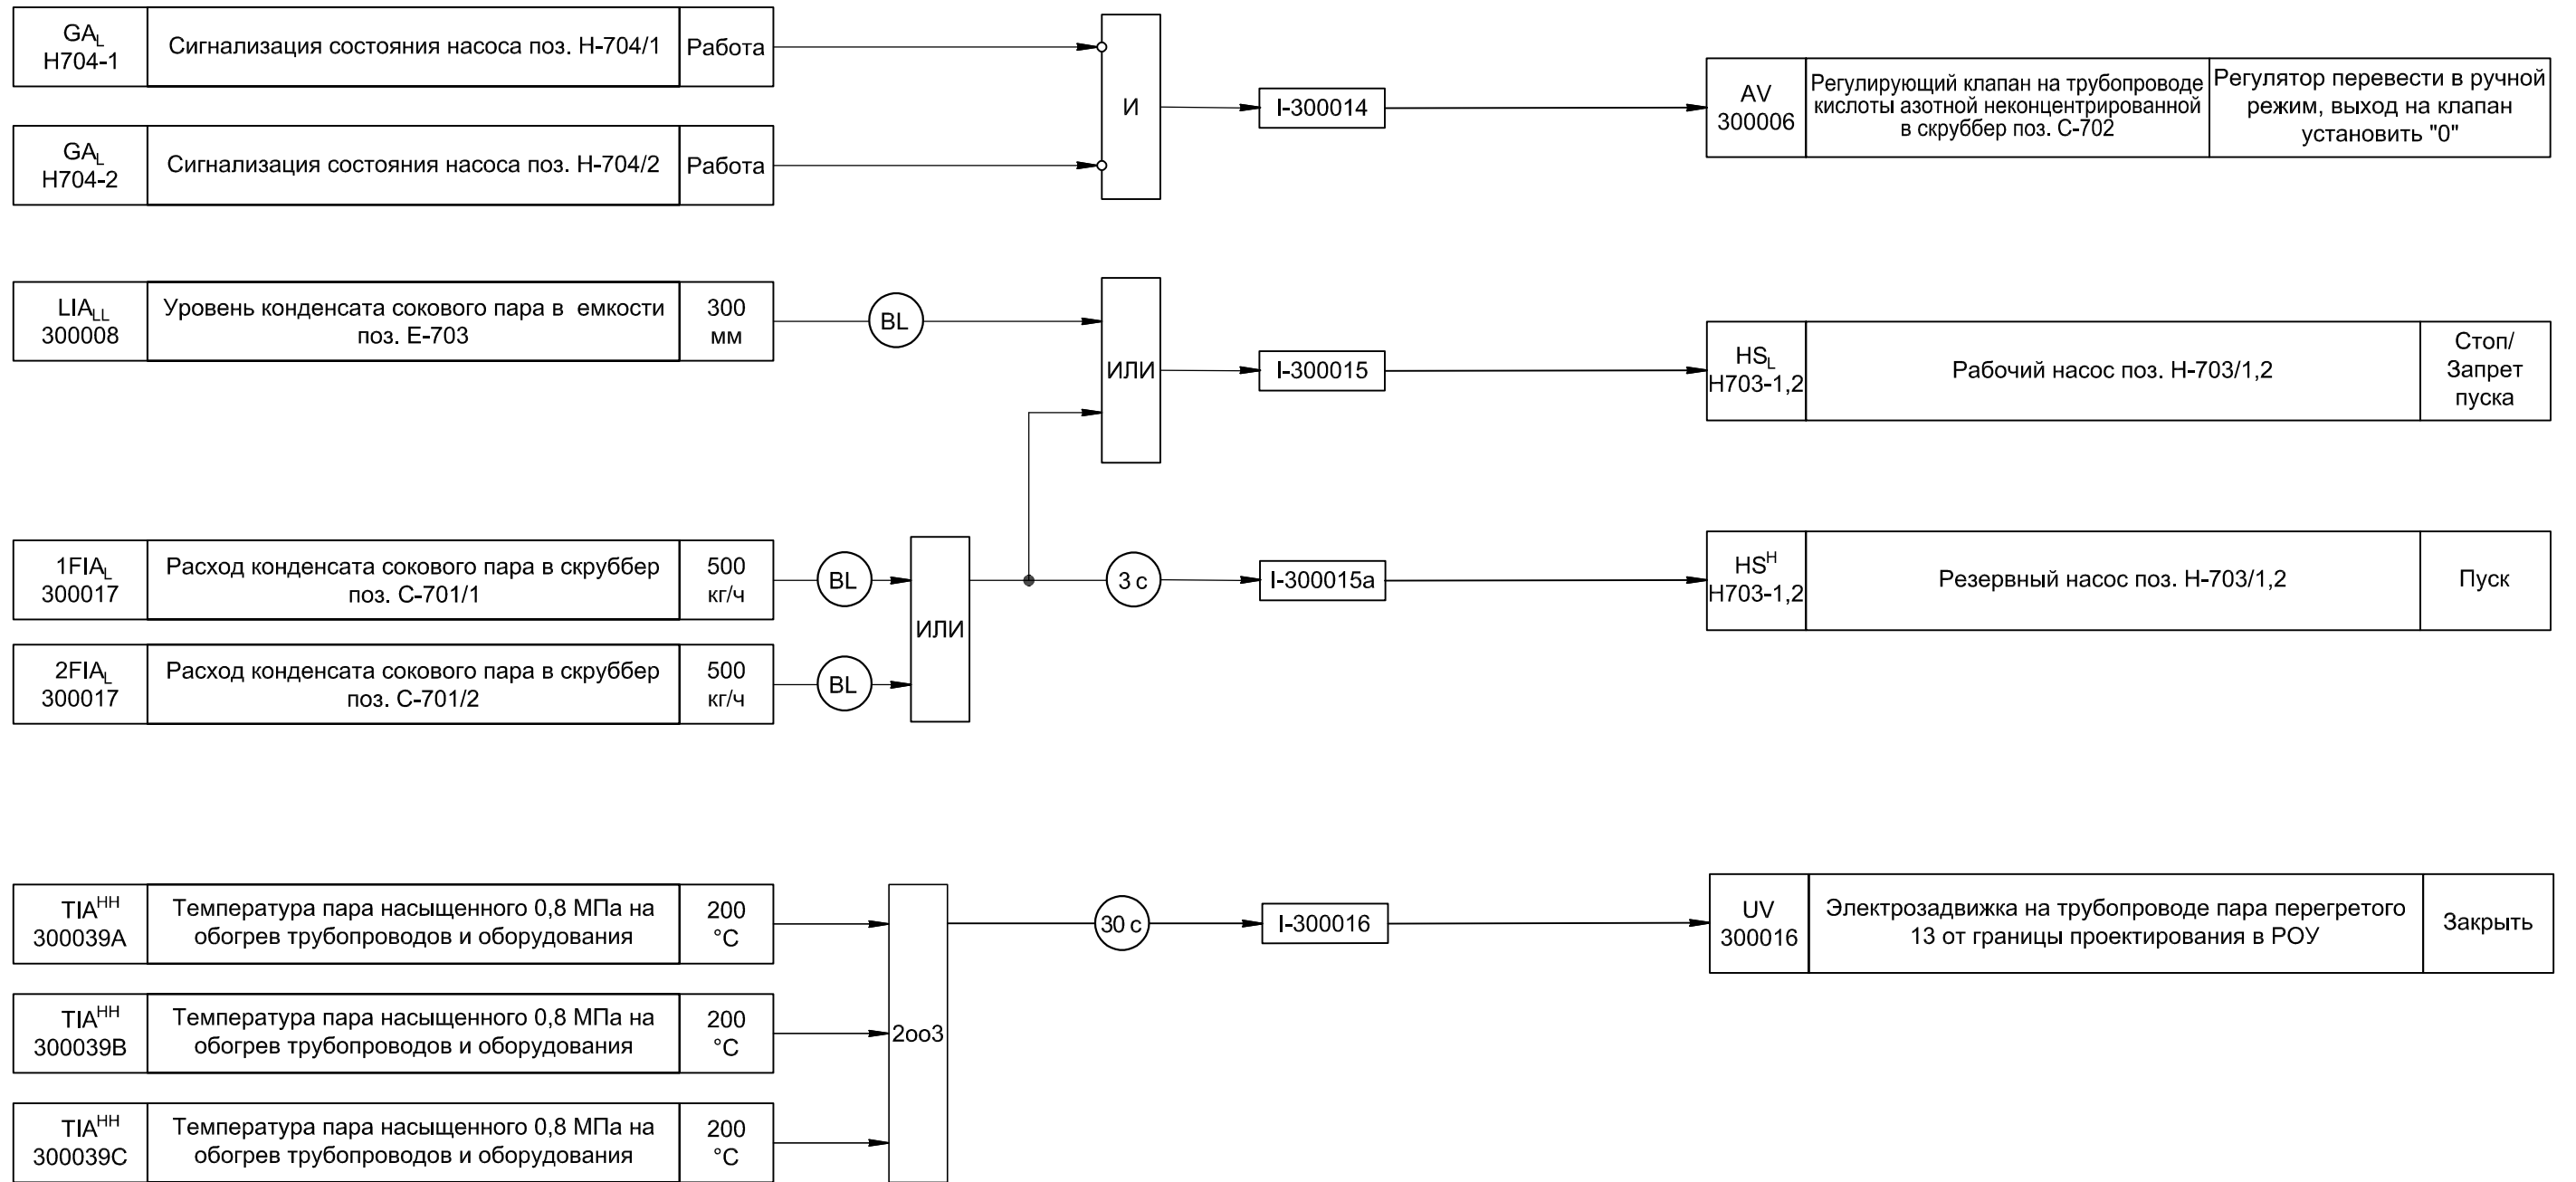 GAL
H704-1
Сигнализация состояния насоса поз. Н-704/1
Работа
GAL
H704-2
Сигнализация состояния насоса поз. Н-704/2
Работа
И
I-300014
AV
300006
Регулирующий клапан на трубопроводе
кислоты азотной неконцентрированной
в скруббер поз. С-702
Регулятор перевести в ручной
режим, выход на клапан
установить "0"
LIALL
300008
Уровень конденсата сокового пара в емкости
поз. Е-703
300
мм
BL
ИЛИ
I-300015
HSL
H703-1,2
Рабочий насос поз. Н-703/1,2
Стоп/
Запрет
пуска
1FIAL
300017
Расход конденсата сокового пара в скруббер
поз. С-701/1
500
кг/ч
BL
ИЛИ
3 с
I-300015a
HSH
H703-1,2
Резервный насос поз. Н-703/1,2
Пуск
2FIAL
300017
Расход конденсата сокового пара в скруббер
поз. С-701/2
500
кг/ч
BL
TIAHH
300039A
Температура пара насыщенного 0,8 МПа на
обогрев трубопроводов и оборудования
200
°C
2oo3
30 с
I-300016
UV
300016
Электрозадвижка на трубопроводе пара перегретого
13 от границы проектирования в РОУ
Закрыть
TIAHH
300039B
Температура пара насыщенного 0,8 МПа на
обогрев трубопроводов и оборудования
200
°C
TIAHH
300039C
Температура пара насыщенного 0,8 МПа на
обогрев трубопроводов и оборудования
200
°C